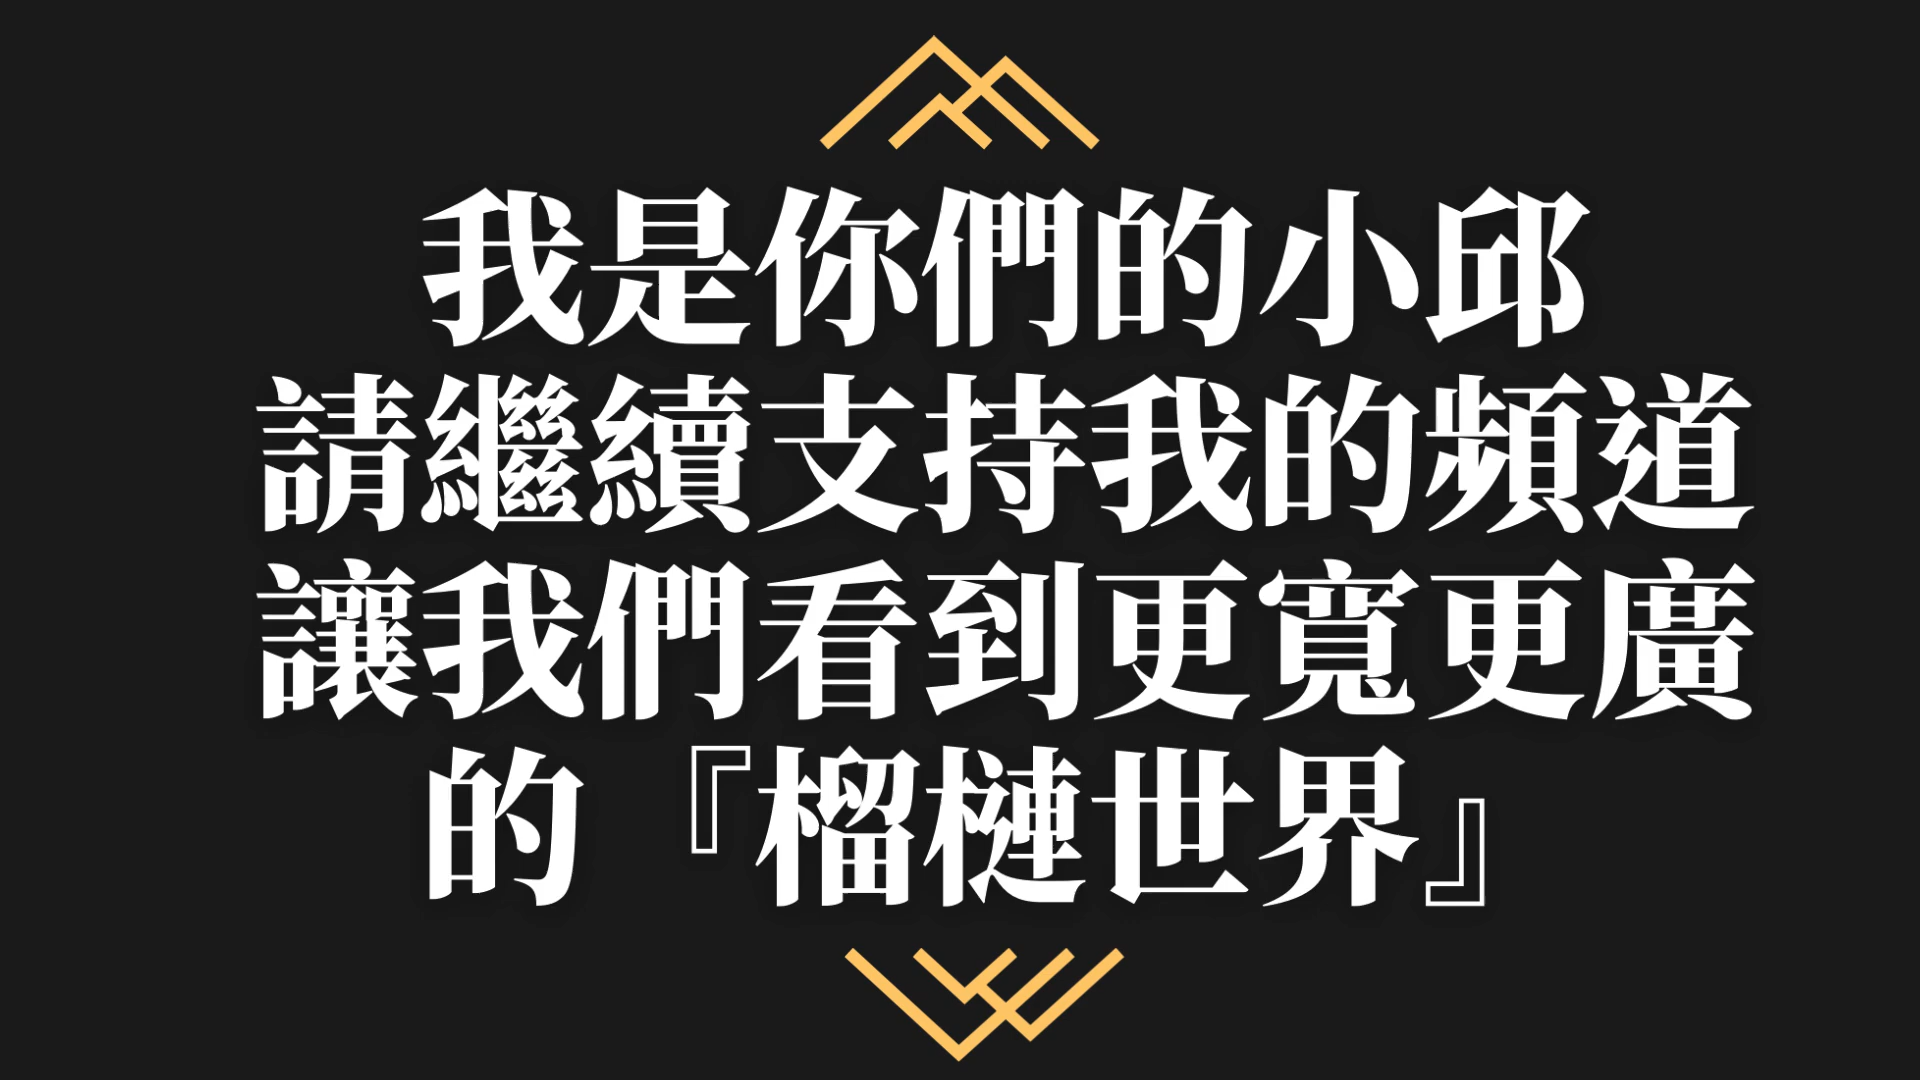 我是你們的小邱
請繼續支持我的頻道
讓我們看到更寬更廣
的『榴槤世界』